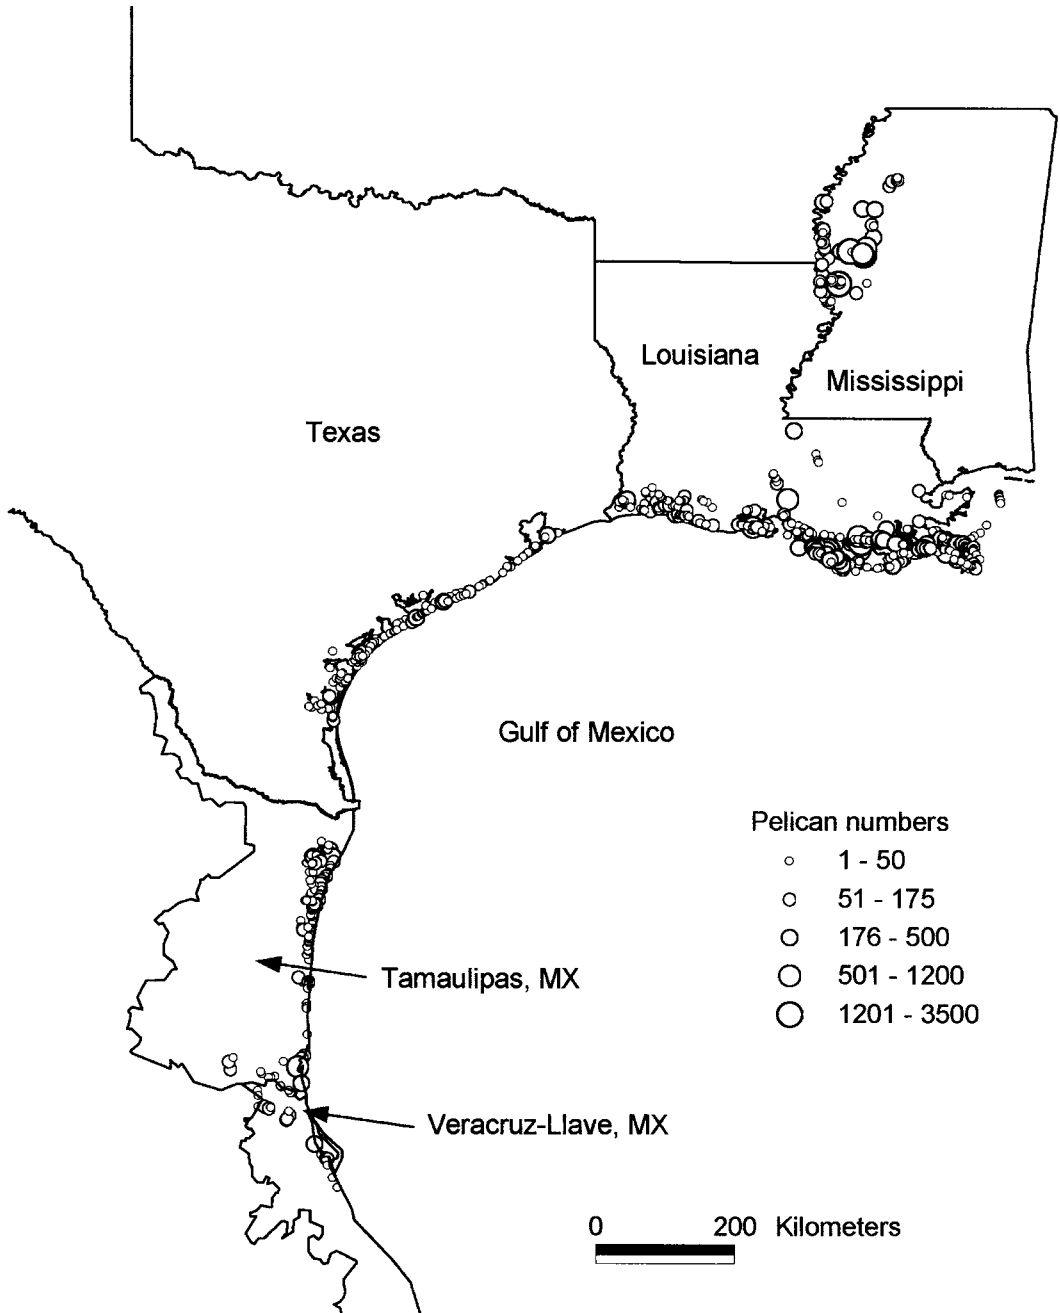 Louisiana
Mississippi
Texas
Gulf of Mexico
Pelican numbers
1 - 50
51 - 175
176 - 500
501 - 1200
1201 - 3500
Tamaulipas, MX
Veracruz-Llave, MX
0 200 Kilometers